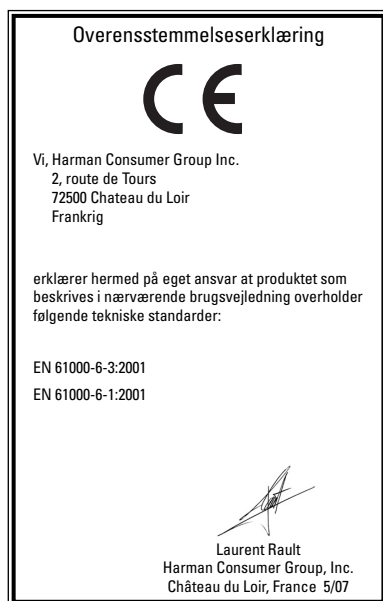 Overensstemmelseserklæring
CE
Vi, Harman Consumer Group Inc.
2, route de Tours
72500 Chateau du Loir
Frankrig
erklærer hermed på eget ansvar at produktet som
beskrives i nærværende brugsvejledning overholder
følgende tekniske standarder:
EN 61000-6-3:2001
EN 61000-6-1:2001
Laurent Rault
Harman Consumer Group, Inc.
Château du Loir, France 5/07